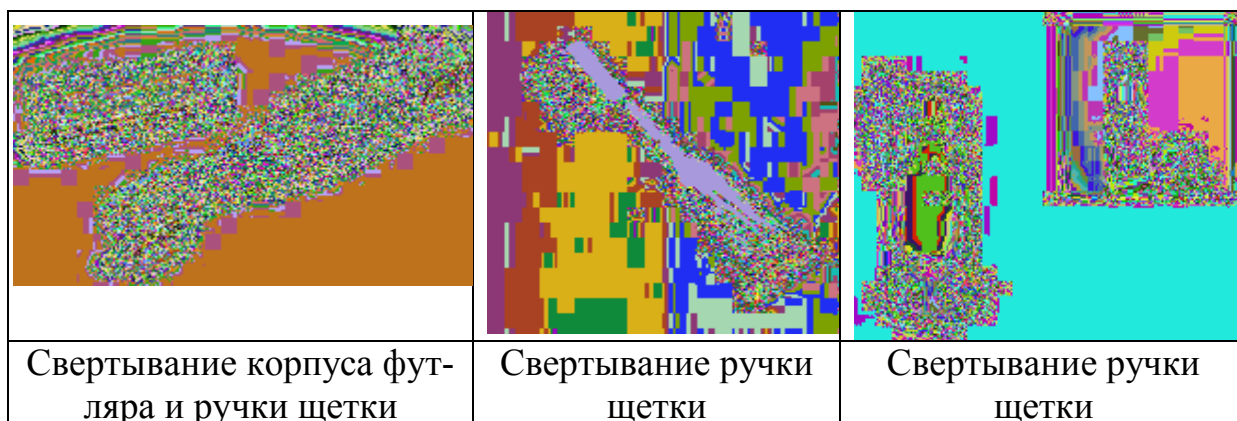 Свертывание корпуса фут-
ляра и ручки щетки
Свертывание ручки
щетки
Свертывание ручки
щетки